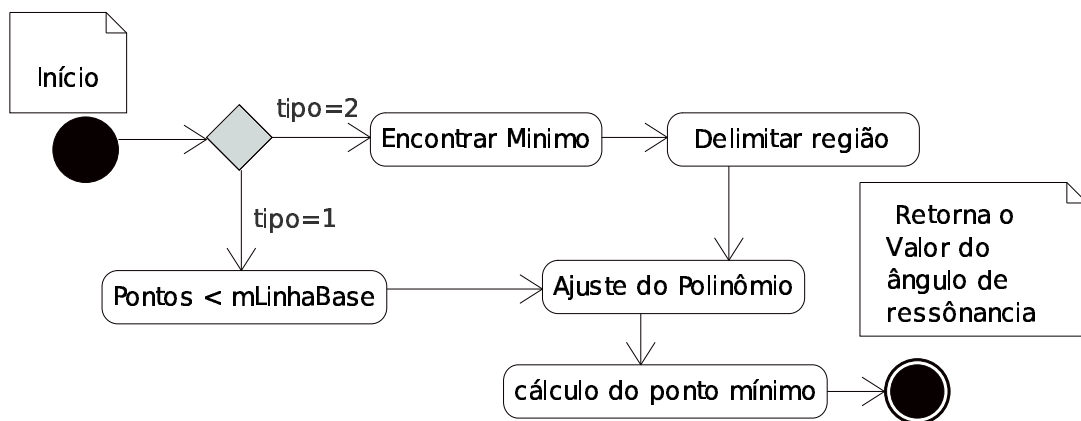 Início
tipo=2
Encontrar Minimo
Delimitar região
tipo=1
Retorna o
Valor do
ângulo de
ressônancia
Pontos < mLinhaBase
Ajuste do Polinômio
cálculo do ponto mínimo